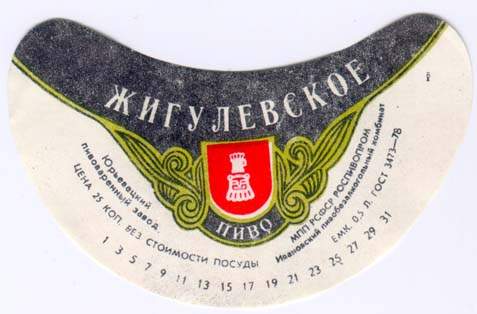 ЖИГУЛЕВСКОЕ
ПИВО
Юрьевецкий
пивоваренный завод.
ЦЕНА 25 КОП. БЕЗ СТОИМОСТИ ПОСУДЫ
МПП РСФСР РОСПИВОПРОМ
Ивановский пивобезалкогольный комбинат
ЕМК. 0,5 Л. ГОСТ 3473—78
1 3 5 7 9 11 13 15 17 19 21 23 25 27 29 31